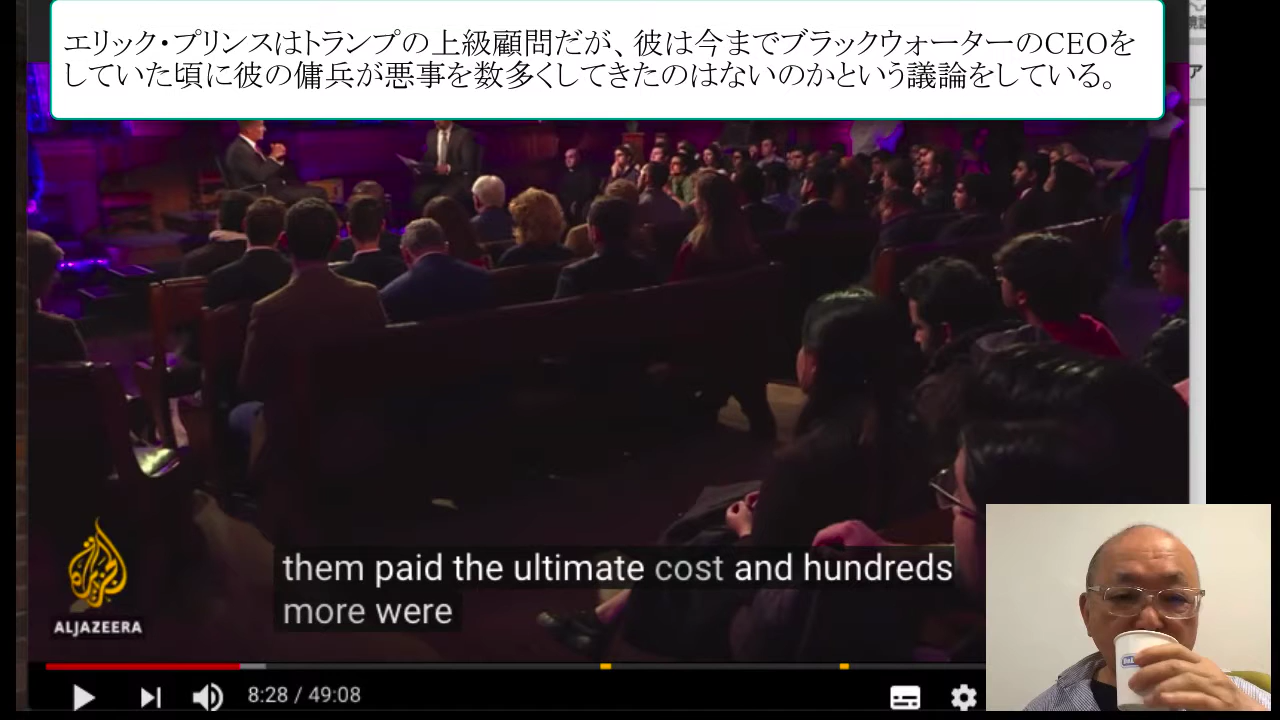 エリック・プリンスはトランプの上級顧問だが、彼は今までブラックウォーターのCEOを
していた頃に彼の傭兵が悪事を数多くしてきたのはないのかという議論をしている。
ア
them paid the ultimate cost and hundreds
more were
ALJAZEERA
8:28 / 49:08